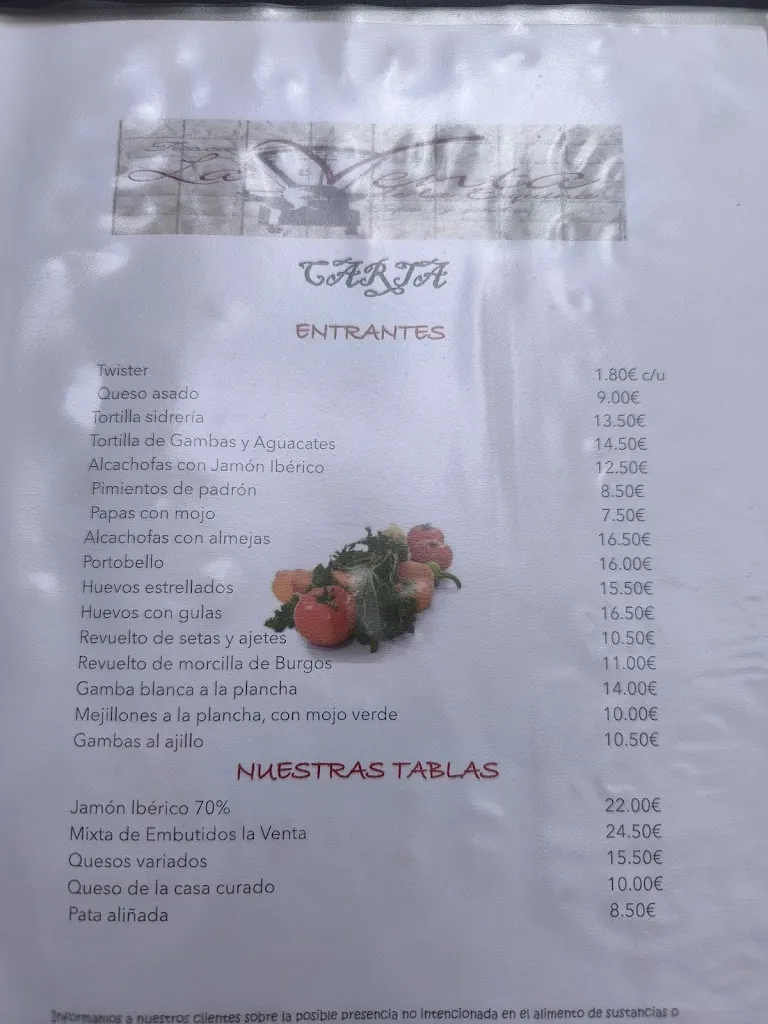 La Venta
CARTA
ENTRANTES
Twister 1.80€ c/u
Queso asado 9.00€
Tortilla sidrería 13.50€
Tortilla de Gambas y Aguacates 14.50€
Alcachofas con Jamón Ibérico 12.50€
Pimientos de padrón 8.50€
Papas con mojo 7.50€
Alcachofas con almejas 16.50€
Portobello 16.00€
Huevos estrellados 15.50€
Huevos con gulas 16.50€
Revuelto de setas y ajetes 10.50€
Revuelto de morcilla de Burgos 11.00€
Gamba blanca a la plancha 14.00€
Mejillones a la plancha, con mojo verde 10.00€
Gambas al ajillo 10.50€
NUESTRAS TABLAS
Jamón Ibérico 70% 22.00€
Mixta de Embutidos la Venta 24.50€
Quesos variados 15.50€
Queso de la casa curado 10.00€
Pata aliñada 8.50€
Informamos a nuestros clientes sobre la posible presencia no intencionada en el alimento de sustancias o